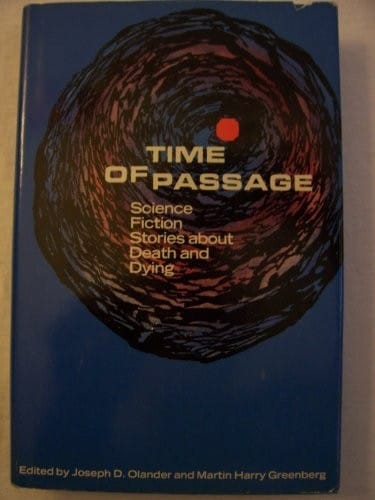 TIME
OF PASSAGE
Science
Fiction
Stories about
Death and
Dying
Edited by Joseph D. Olander and Martin Harry Greenberg